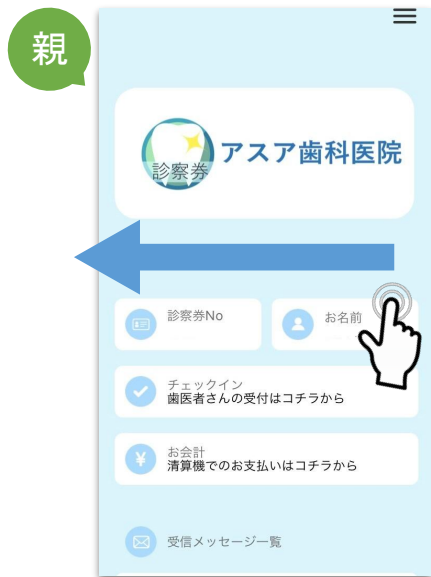 親
診察券
アスア歯科医院
診察券No
お名前
チェックイン
歯医者さんの受付はコチラから
¥
お会計
清算機でのお支払いはコチラから
受信メッセージ一覧